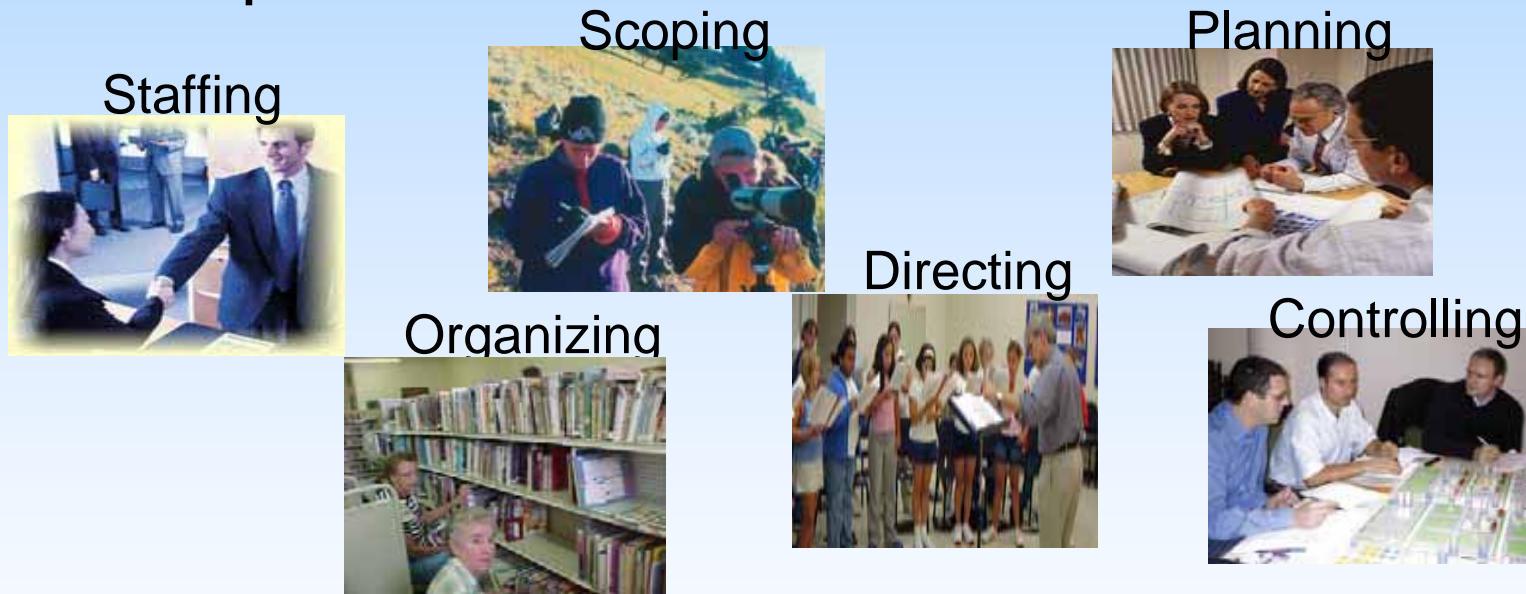 Scoping
Planning
Staffing
Directing
Controlling
Organizing